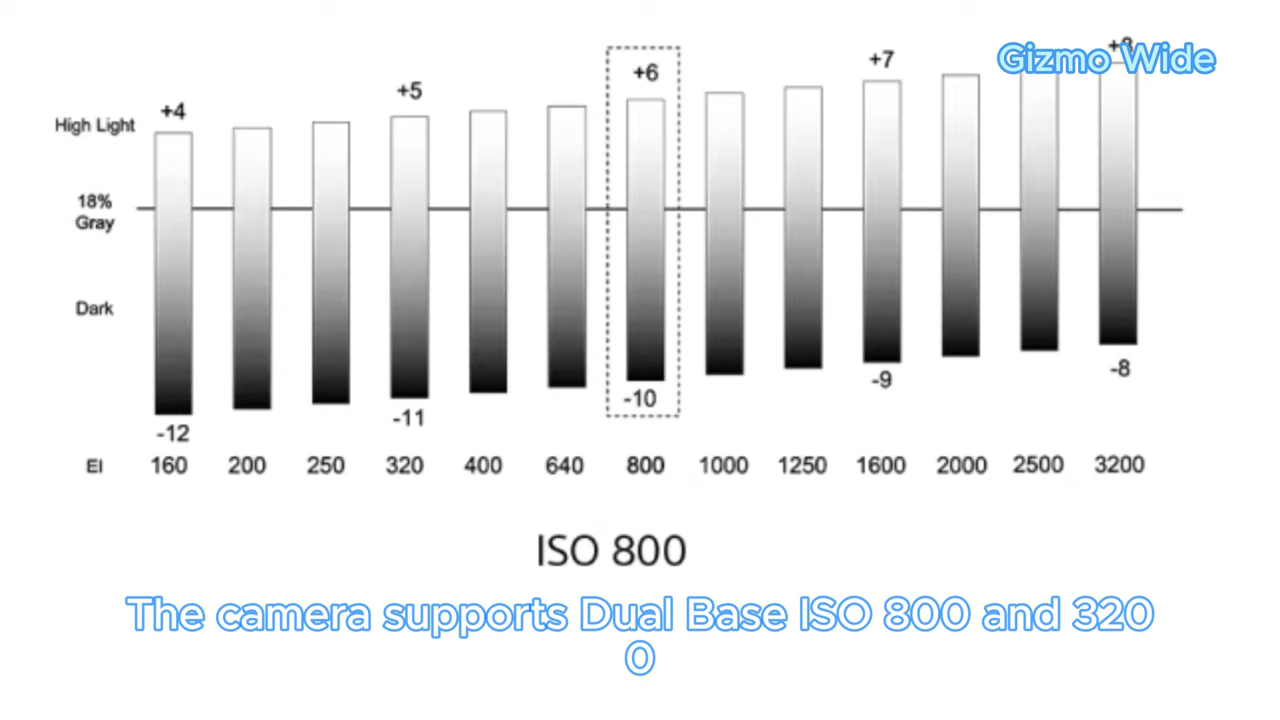 +8
Gizmo Wide
+7
+6
+5
+4
High Light
18%
Gray
Dark
-8
-9
-10
-11
-12
EI 160 200 250 320 400 640 800 1000 1250 1600 2000 2500 3200
ISO 800
The camera supports Dual Base ISO 800 and 320
0